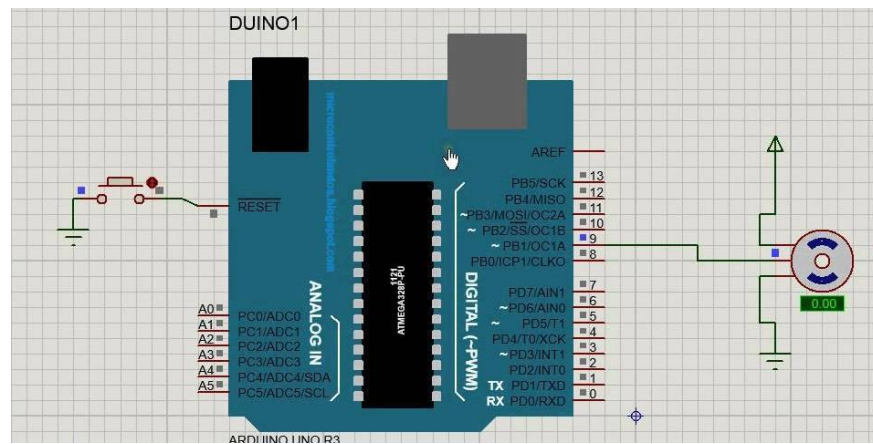 DUINO1
microcontrolandos.blogspot.com
RESET
AREF
PB5/SCK 13
PB4/MISO 12
~PB3/MOSI/OC2A 11
~ PB2/SS/OC1B 10
~ PB1/OC1A 9
PB0/ICP1/CLKO 8
1121
ATMEGA328P-PU
ANALOG IN
DIGITAL (~PWM)
PD7/AIN1 7
~PD6/AIN0 6
~ PD5/T1 5
PD4/T0/XCK 4
~PD3/INT1 3
PD2/INT0 2
TX PD1/TXD 1
RX PD0/RXD 0
A0 PC0/ADC0
A1 PC1/ADC1
A2 PC2/ADC2
A3 PC3/ADC3
A4 PC4/ADC4/SDA
A5 PC5/ADC5/SCL
0.00
ARDUINO UNO R3